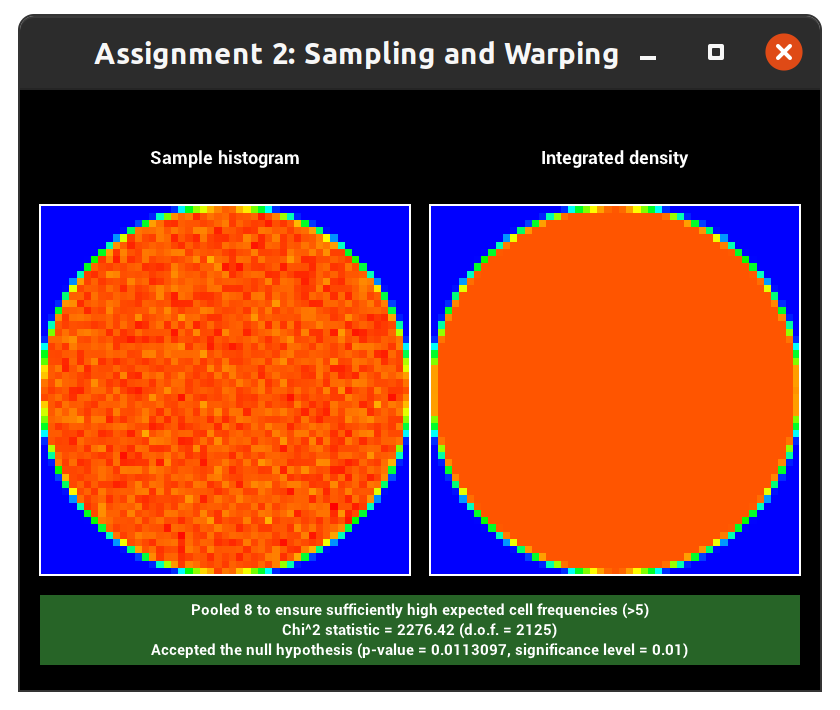 Assignment 2: Sampling and Warping
Sample histogram
Integrated density
Pooled 8 to ensure sufficiently high expected cell frequencies (>5)
Chi^2 statistic = 2276.42 (d.o.f. = 2125)
Accepted the null hypothesis (p-value = 0.0113097, significance level = 0.01)